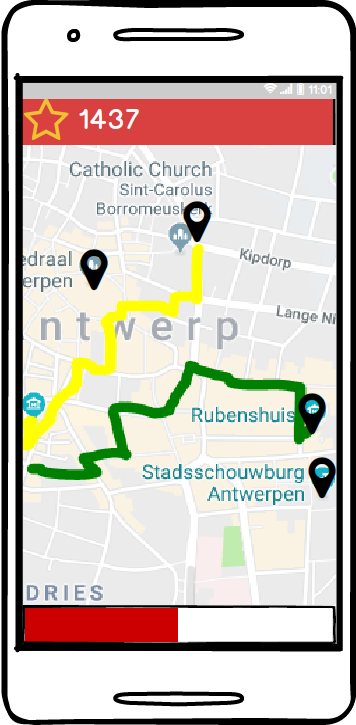 11:01
1437
Catholic Church
Sint-Carolus
Borromeuskerk
edraal
erpen
Kipdorp
Lange Ni
ntwerp
Rubenshuis
Stadsschouwburg
Antwerpen
DRIES